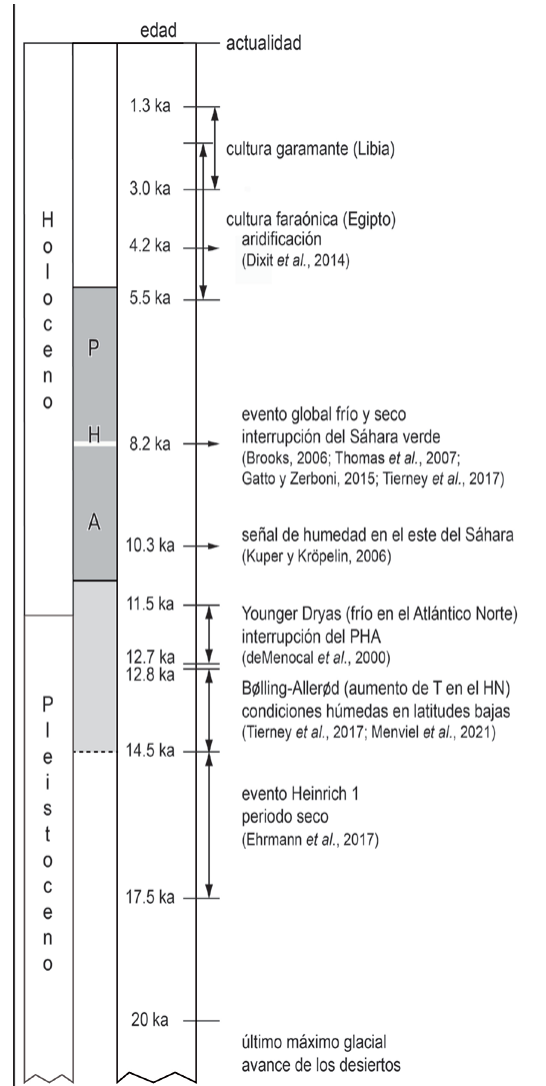 edad
actualidad
1.3 ka
cultura garamante (Libia)
3.0 ka
cultura faraónica (Egipto)
aridificación
4.2 ka
(Dixit et al., 2014)
5.5 ka
Holoceno
PHA
evento global frío y seco
interrupción del Sáhara verde
8.2 ka
(Brooks, 2006; Thomas et al., 2007;
Gatto y Zerboni, 2015; Tierney et al., 2017)
señal de humedad en el este del Sáhara
10.3 ka
(Kuper y Kröpelin, 2006)
11.5 ka
Younger Dryas (frío en el Atlántico Norte)
interrupción del PHA
12.7 ka
(deMenocal et al., 2000)
12.8 ka
Bølling-Allerød (aumento de T en el HN)
condiciones húmedas en latitudes bajas
(Tierney et al., 2017; Menviel et al., 2021)
14.5 ka
Pleistoceno
evento Heinrich 1
periodo seco
(Ehrmann et al., 2017)
17.5 ka
20 ka
último máximo glacial
avance de los desiertos